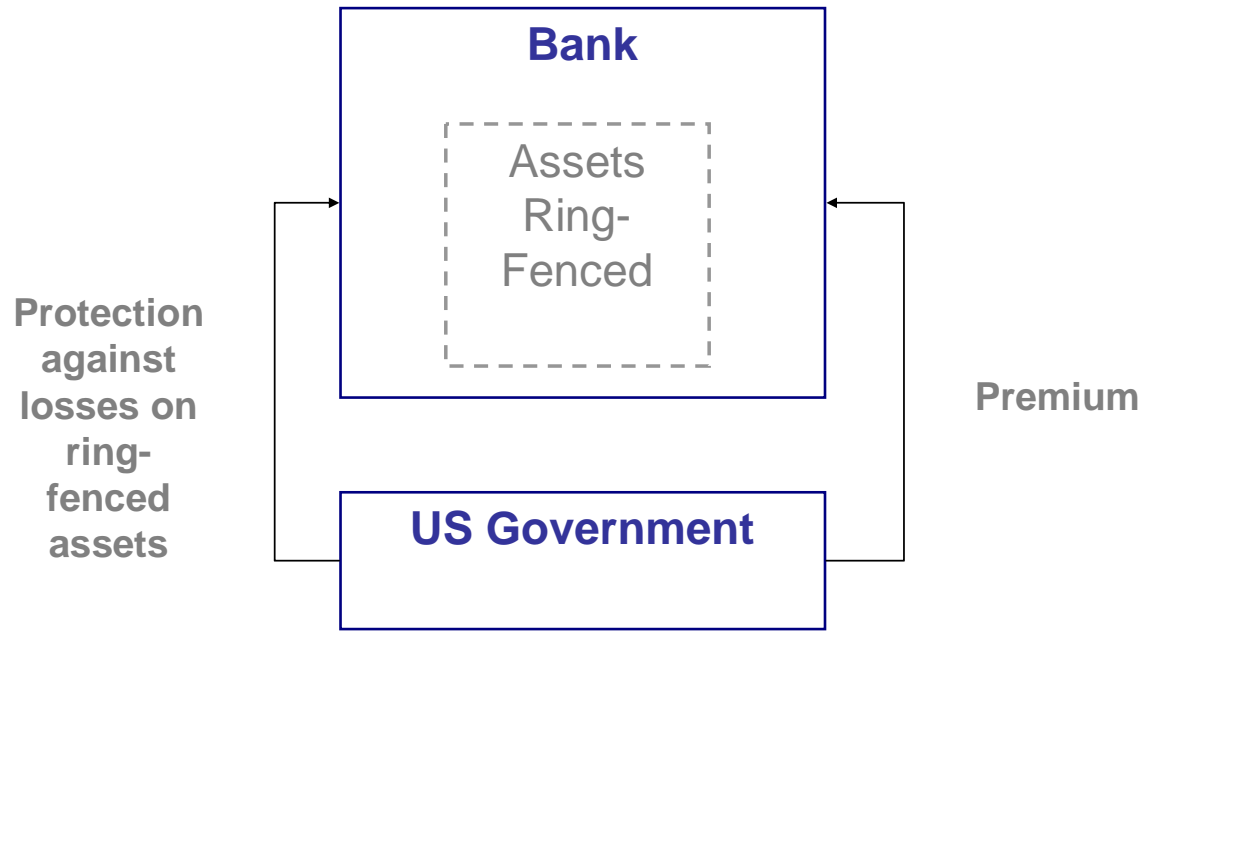 Bank
Assets
Ring-
Fenced
Protection
against
losses on
ring-
fenced
assets
Premium
US Government